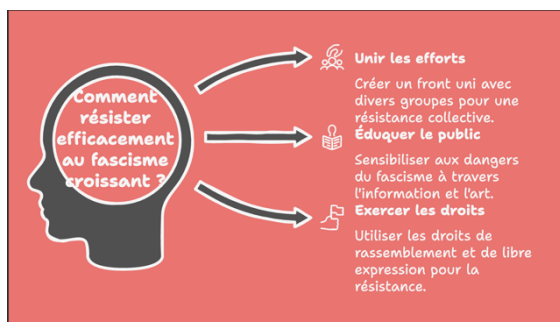 Comment
résister
efficacement
au fascisme
croissant ?
Unir les efforts
Créer un front uni avec
divers groupes pour une
résistance collective.
Éduquer le public
Sensibiliser aux dangers
du fascisme à travers
l'information et l'art.
Exercer les droits
Utiliser les droits de
rassemblement et de libre
expression pour la
résistance.